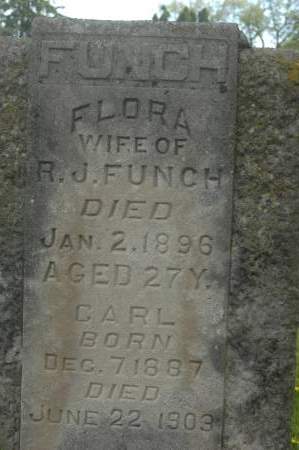 FUNCH
FLORA
WIFE OF
R. J. FUNCH
DIED
JAN. 2. 1896
AGED 27 Y.
CARL
BORN
DEC. 7 1887
DIED
JUNE 22 1903